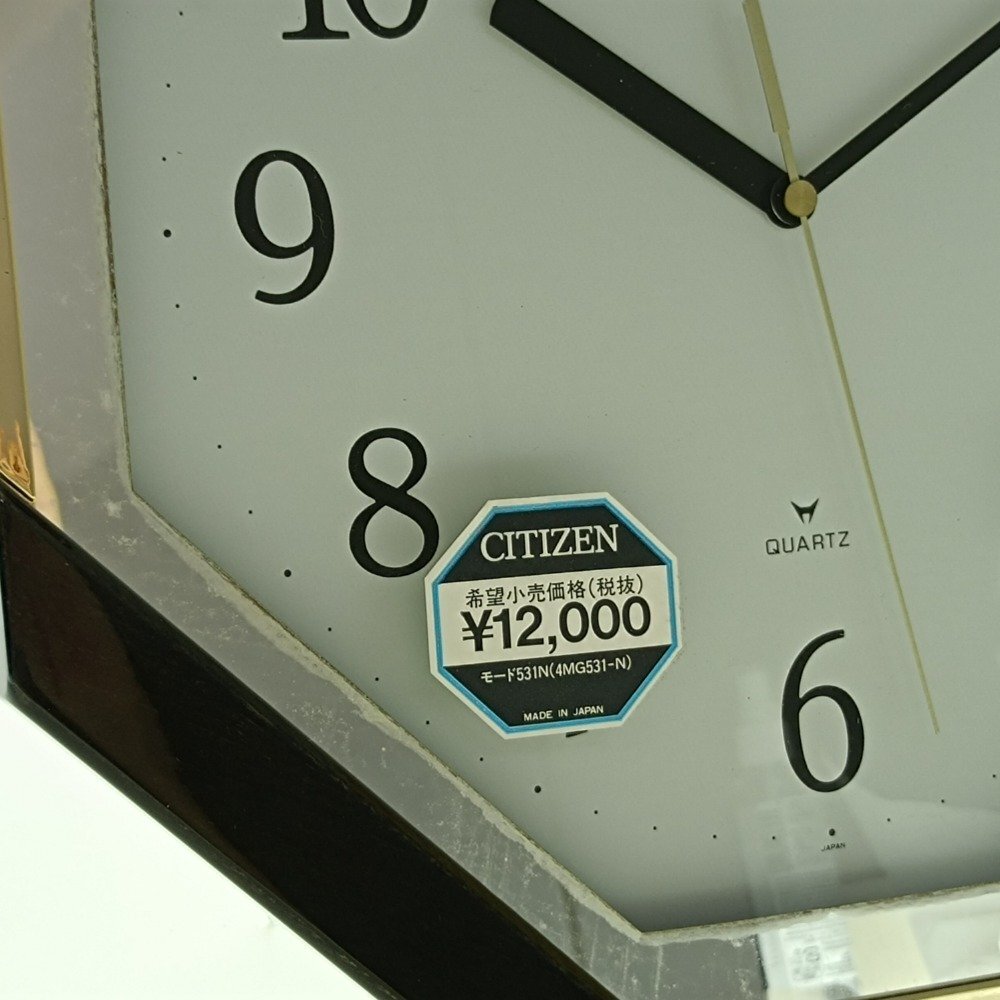 10
9
8
CITIZEN
希望小売価格(税抜)
¥12,000
モード531N(4MG531-N)
MADE IN JAPAN
QUARTZ
6
JAPAN